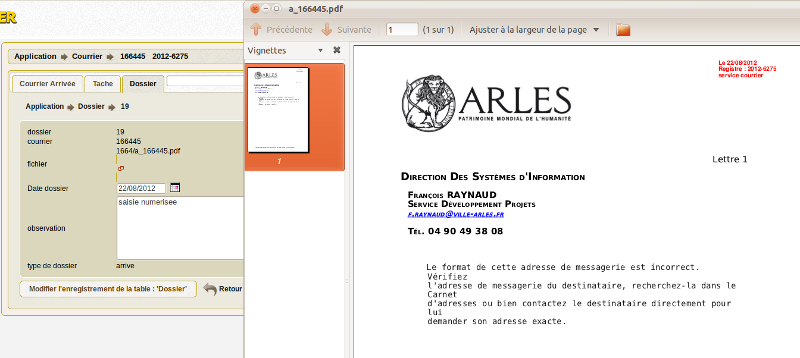 ER
Application Courrier 166445 2012-6275
Courrier Arrivée Tache Dossier
Application Dossier 19
dossier 19
courrier 166445
1664/a_166445.pdf
fichier
Date dossier 22/08/2012
saisie numerisee
observation
type de dossier arrive
Modifier l'enregistrement de la table : 'Dossier' Retour
a_166445.pdf
Précédente Suivante 1 (1 sur 1) Ajuster à la largeur de la page
Vignettes
1
Le 22/08/2012
Registre : 2012-6275
service courrier
ARLES
PATRIMOINE MONDIAL DE L'HUMANITÉ
Lettre 1
Direction Des Systèmes d'Information
François RAYNAUD
Service Développement Projets
f.raynaud@ville-arles.fr
Tél. 04 90 49 38 08
Le format de cette adresse de messagerie est incorrect.
Vérifiez
l'adresse de messagerie du destinataire, recherchez-la dans le
Carnet
d'adresses ou bien contactez le destinataire directement pour
lui
demander son adresse exacte.